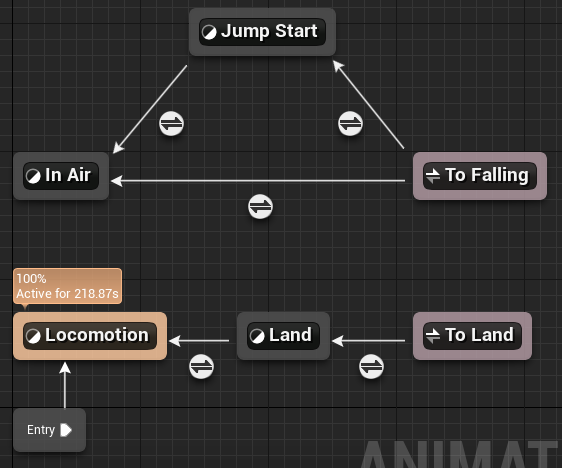 Jump Start
In Air
To Falling
100%
Active for 218.87s
Locomotion
Land
To Land
Entry
ANIMAT